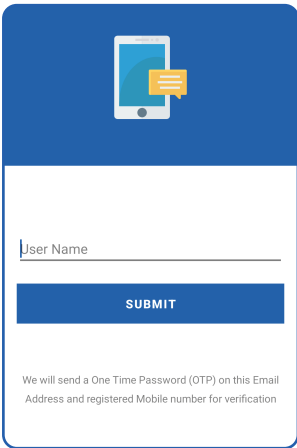 User Name
SUBMIT
We will send a One Time Password (OTP) on this Email
Address and registered Mobile number for verification